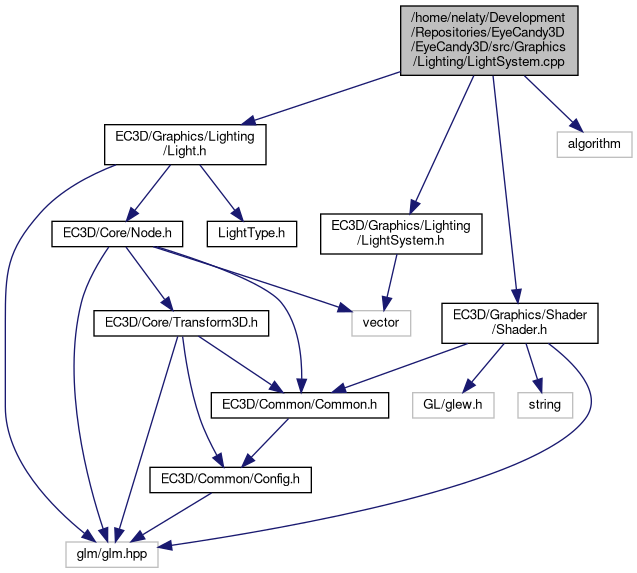 /home/nelaty/Development
/Repositories/EyeCandy3D
/EyeCandy3D/src/Graphics
/Lighting/LightSystem.cpp
EC3D/Graphics/Lighting
/Light.h
algorithm
EC3D/Core/Node.h
LightType.h
EC3D/Graphics/Lighting
/LightSystem.h
EC3D/Core/Transform3D.h
vector
EC3D/Graphics/Shader
/Shader.h
EC3D/Common/Common.h
GL/glew.h
string
EC3D/Common/Config.h
glm/glm.hpp